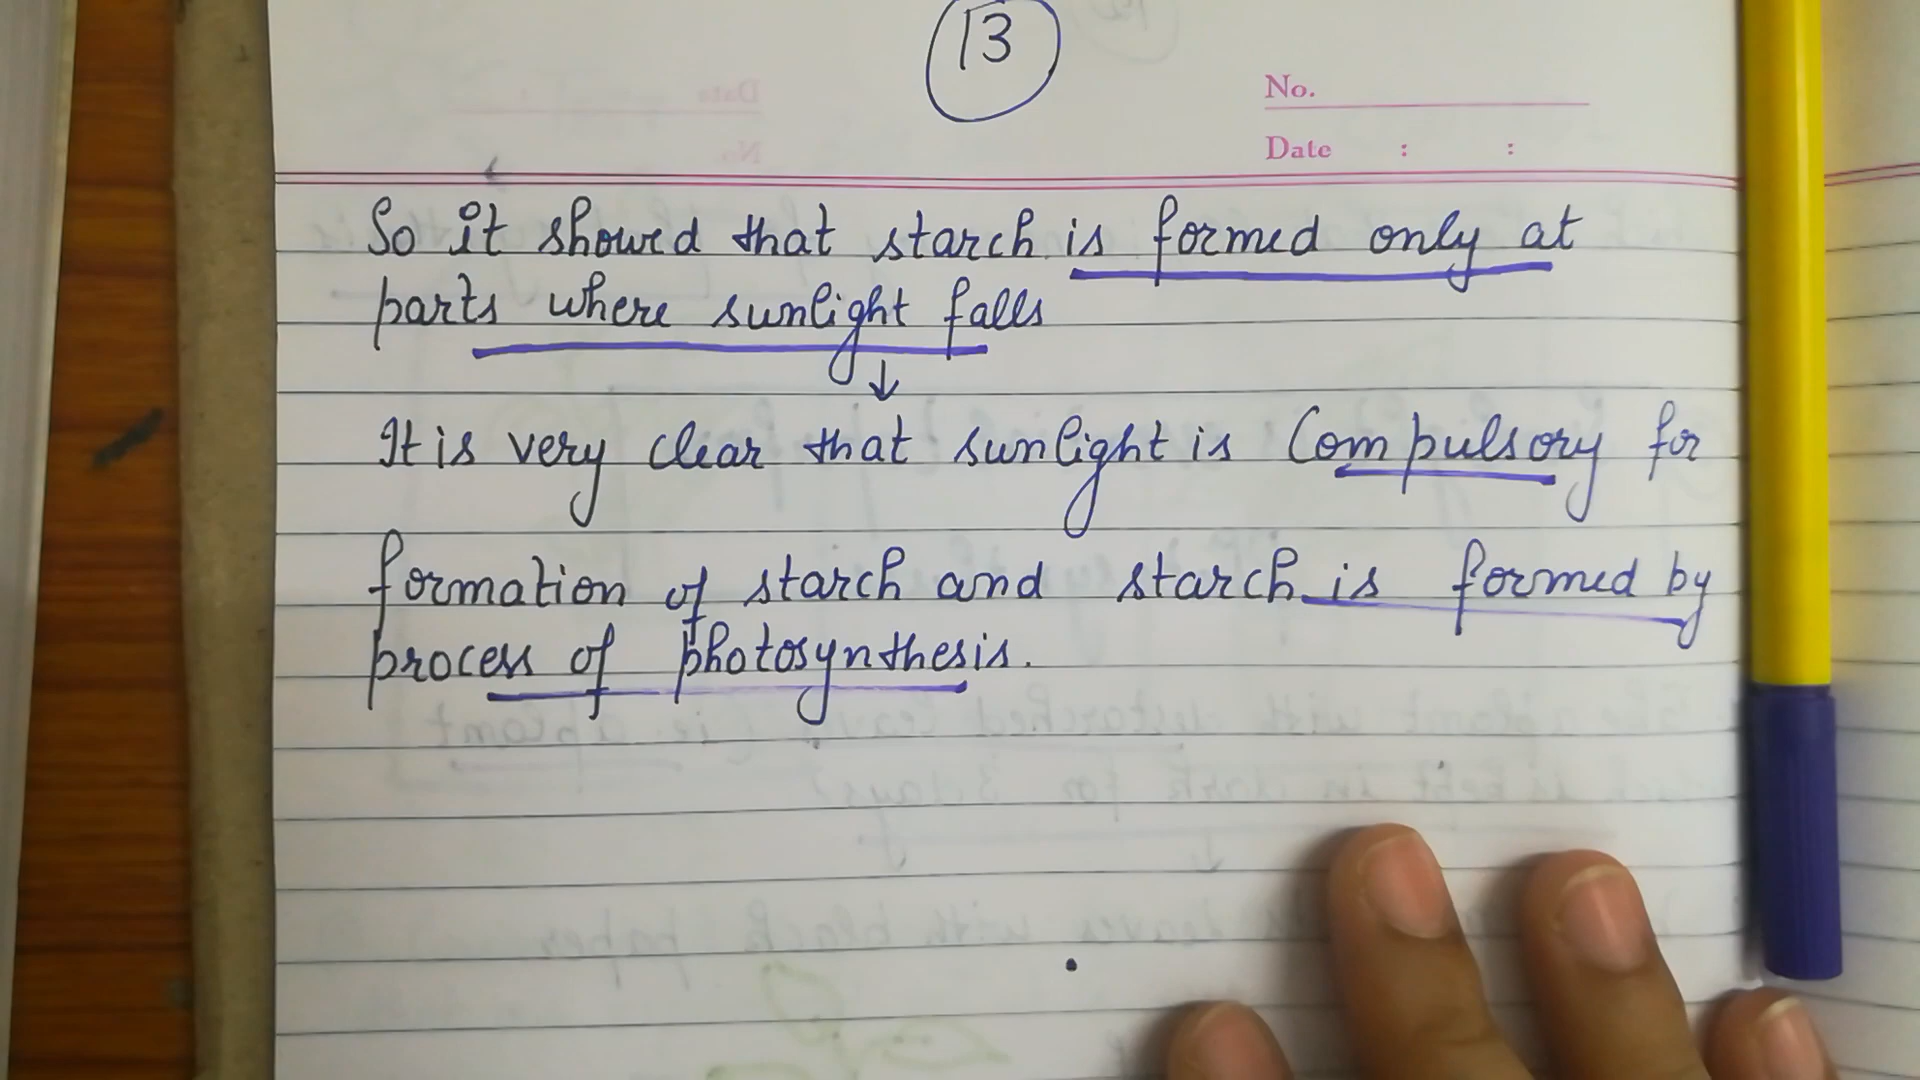 13
No.
Date : :
So it showed that starch is formed only at
parts where sunlight falls
↓
It is very clear that sunlight is Compulsory for
formation of starch and starch is formed by
process of photosynthesis.